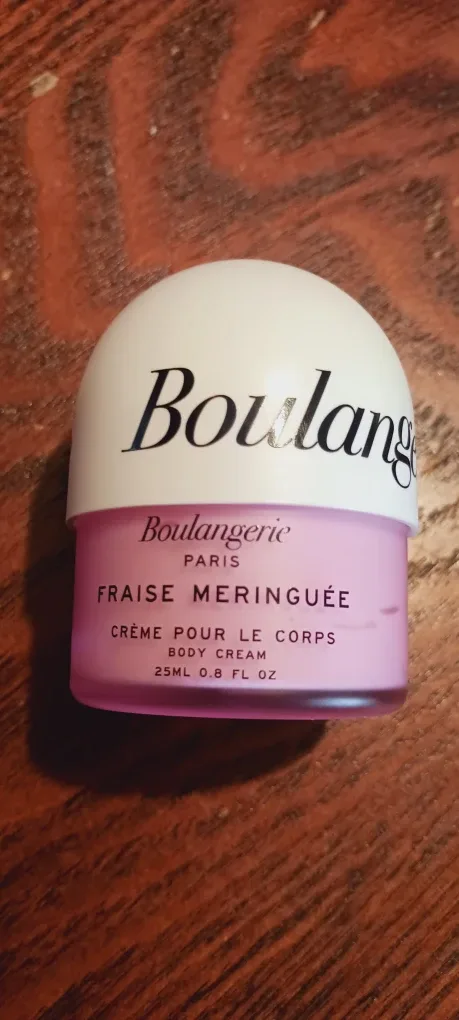 Boulange
Boulangerie
PARIS
FRAISE MERINGUÉE
CRÈME POUR LE CORPS
BODY CREAM
25ML 0.8 FL OZ